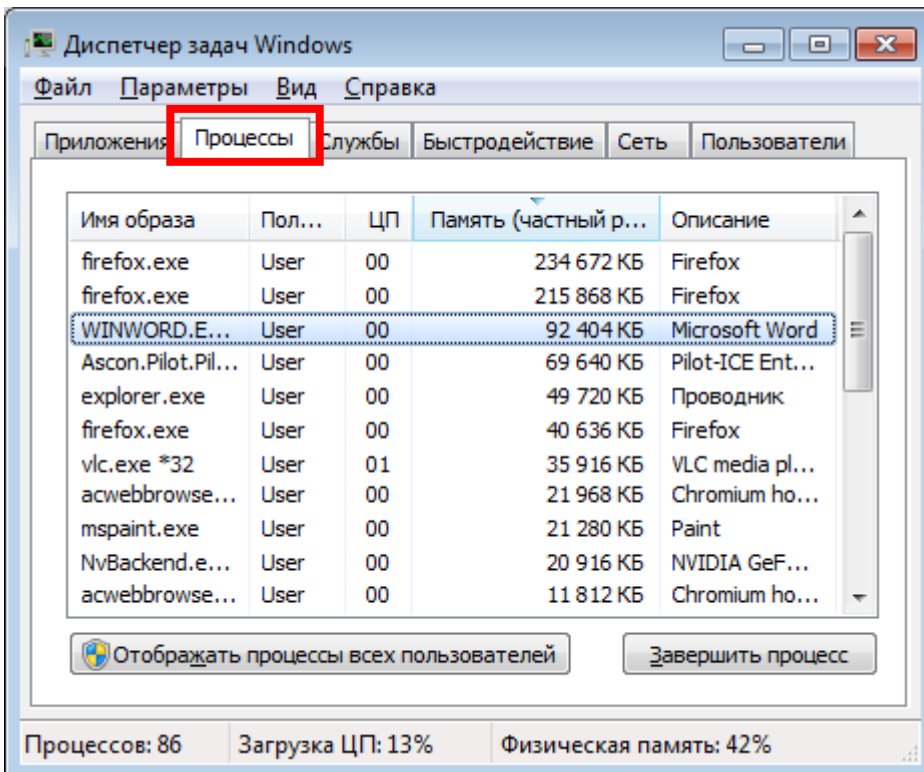 Диспетчер задач Windows
Файл Параметры Вид Справка
Приложения Процессы Службы Быстродействие Сеть Пользователи
Имя образа Пол... ЦП Память (частный р... Описание
firefox.exe User 00 234 672 КБ Firefox
firefox.exe User 00 215 868 КБ Firefox
WINWORD.E... User 00 92 404 КБ Microsoft Word
Ascon.Pilot.Pil... User 00 69 640 КБ Pilot-ICE Ent...
explorer.exe User 00 49 720 КБ Проводник
firefox.exe User 00 40 636 КБ Firefox
vlc.exe *32 User 01 35 916 КБ VLC media pl...
acwebbrowse... User 00 21 968 КБ Chromium ho...
mspaint.exe User 00 21 280 КБ Paint
NvBackend.e... User 00 20 916 КБ NVIDIA GeF...
acwebbrowse... User 00 11 812 КБ Chromium ho...
Отображать процессы всех пользователей Завершить процесс
Процессов: 86 Загрузка ЦП: 13% Физическая память: 42%